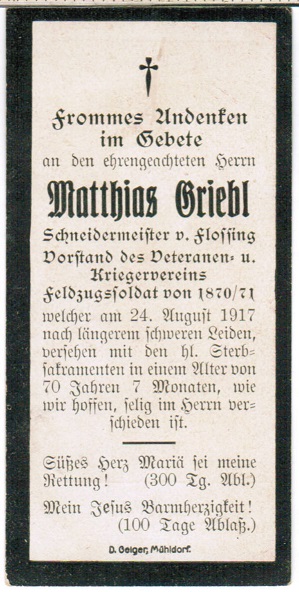 Frommes Andenken
im Gebete
an den ehrengeachteten Herrn
Matthias Griebl
Schneidermeister v. Flossing
Vorstand des Veteranen- u.
Kriegervereins
Feldzugssoldat von 1870/71
welcher am 24. August 1917
nach längerem schweren Leiden,
versehen mit den hl. Sterb-
sakramenten in einem Alter von
70 Jahren 7 Monaten, wie
wir hoffen, selig im Herrn ver-
schieden ist.
Süßes Herz Mariä sei meine
Rettung! (300 Tg. Abl.)
Mein Jesus Barmherzigkeit!
(100 Tage Ablaß.)
D. Geiger, Mühldorf.